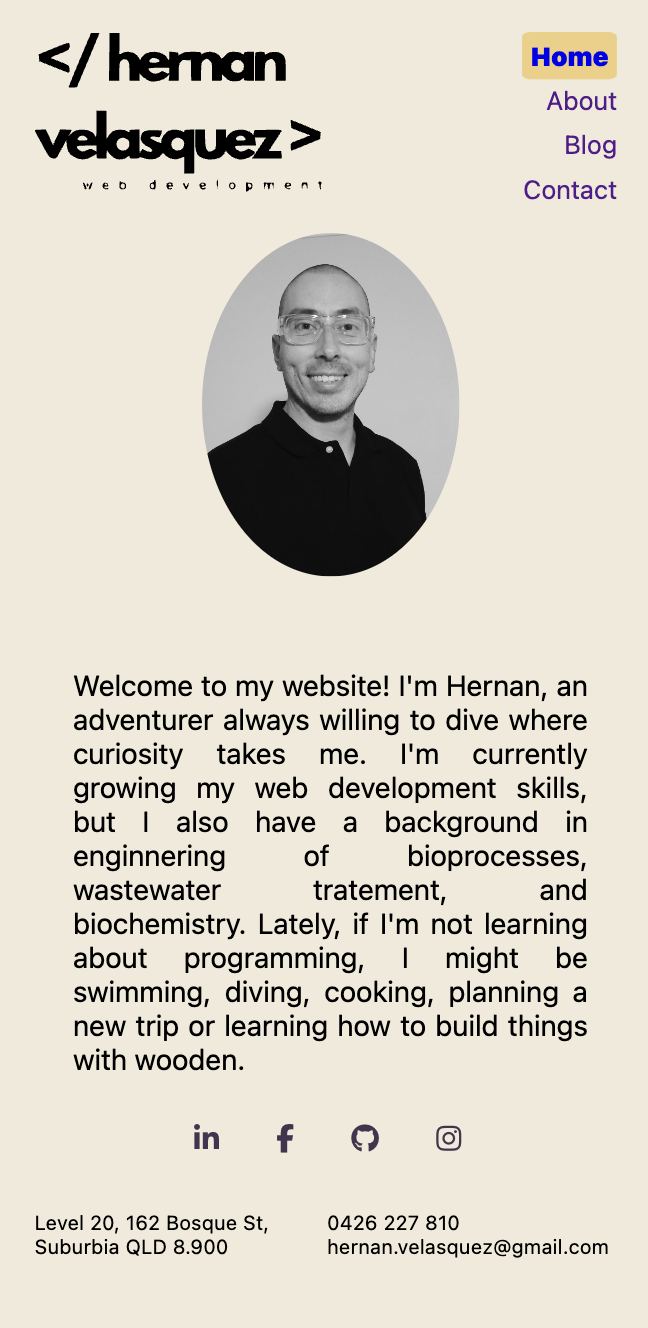 </ hernan
velasquez >
web development
Home
About
Blog
Contact
Welcome to my website! I'm Hernan, an
adventurer always willing to dive where
curiosity takes me. I'm currently
growing my web development skills,
but I also have a background in
enginnering of bioprocesses,
wastewater tratement, and
biochemistry. Lately, if I'm not learning
about programming, I might be
swimming, diving, cooking, planning a
new trip or learning how to build things
with wooden.
Level 20, 162 Bosque St,
Suburbia QLD 8.900
0426 227 810
hernan.velasquez@gmail.com